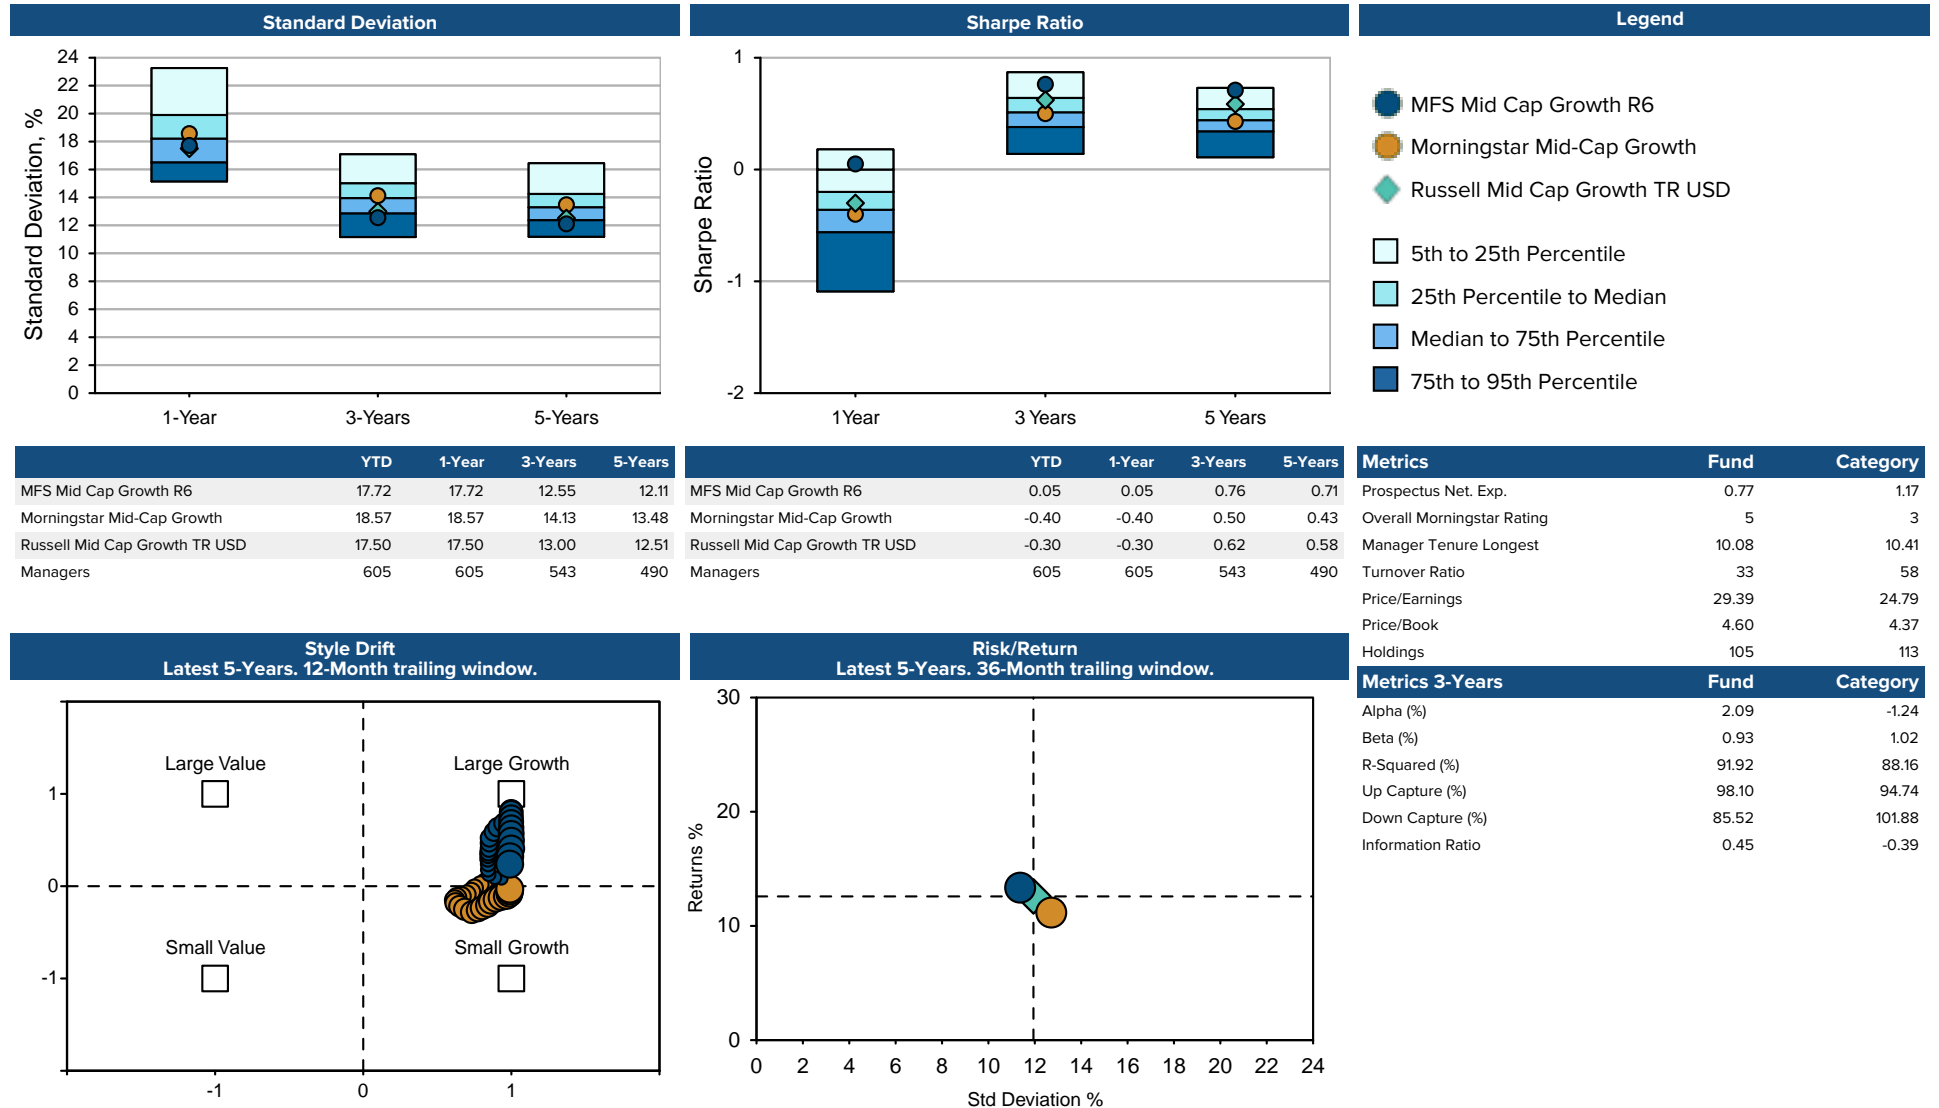 Standard Deviation
Sharpe Ratio
Legend
24
22
20
18
16
14
12
10
8
6
4
2
0
Standard Deviation, %
1-Year
3-Years
5-Years
1
0
-1
-2
Sharpe Ratio
1Year
3 Years
5 Years
MFS Mid Cap Growth R6
Morningstar Mid-Cap Growth
Russell Mid Cap Growth TR USD
5th to 25th Percentile
25th Percentile to Median
Median to 75th Percentile
75th to 95th Percentile
YTD 1-Year 3-Years 5-Years
MFS Mid Cap Growth R6 17.72 17.72 12.55 12.11
Morningstar Mid-Cap Growth 18.57 18.57 14.13 13.48
Russell Mid Cap Growth TR USD 17.50 17.50 13.00 12.51
Managers 605 605 543 490
YTD 1-Year 3-Years 5-Years
MFS Mid Cap Growth R6 0.05 0.05 0.76 0.71
Morningstar Mid-Cap Growth -0.40 -0.40 0.50 0.43
Russell Mid Cap Growth TR USD -0.30 -0.30 0.62 0.58
Managers 605 605 543 490
Metrics Fund Category
Prospectus Net. Exp. 0.77 1.17
Overall Morningstar Rating 5 3
Manager Tenure Longest 10.08 10.41
Turnover Ratio 33 58
Price/Earnings 29.39 24.79
Price/Book 4.60 4.37
Holdings 105 113
Metrics 3-Years Fund Category
Alpha (%) 2.09 -1.24
Beta (%) 0.93 1.02
R-Squared (%) 91.92 88.16
Up Capture (%) 98.10 94.74
Down Capture (%) 85.52 101.88
Information Ratio 0.45 -0.39
Style Drift
Latest 5-Years. 12-Month trailing window.
Large Value
Large Growth
Small Value
Small Growth
1
0
-1
-1
0
1
Risk/Return
Latest 5-Years. 36-Month trailing window.
30
20
10
0
Returns %
0 2 4 6 8 10 12 14 16 18 20 22 24
Std Deviation %